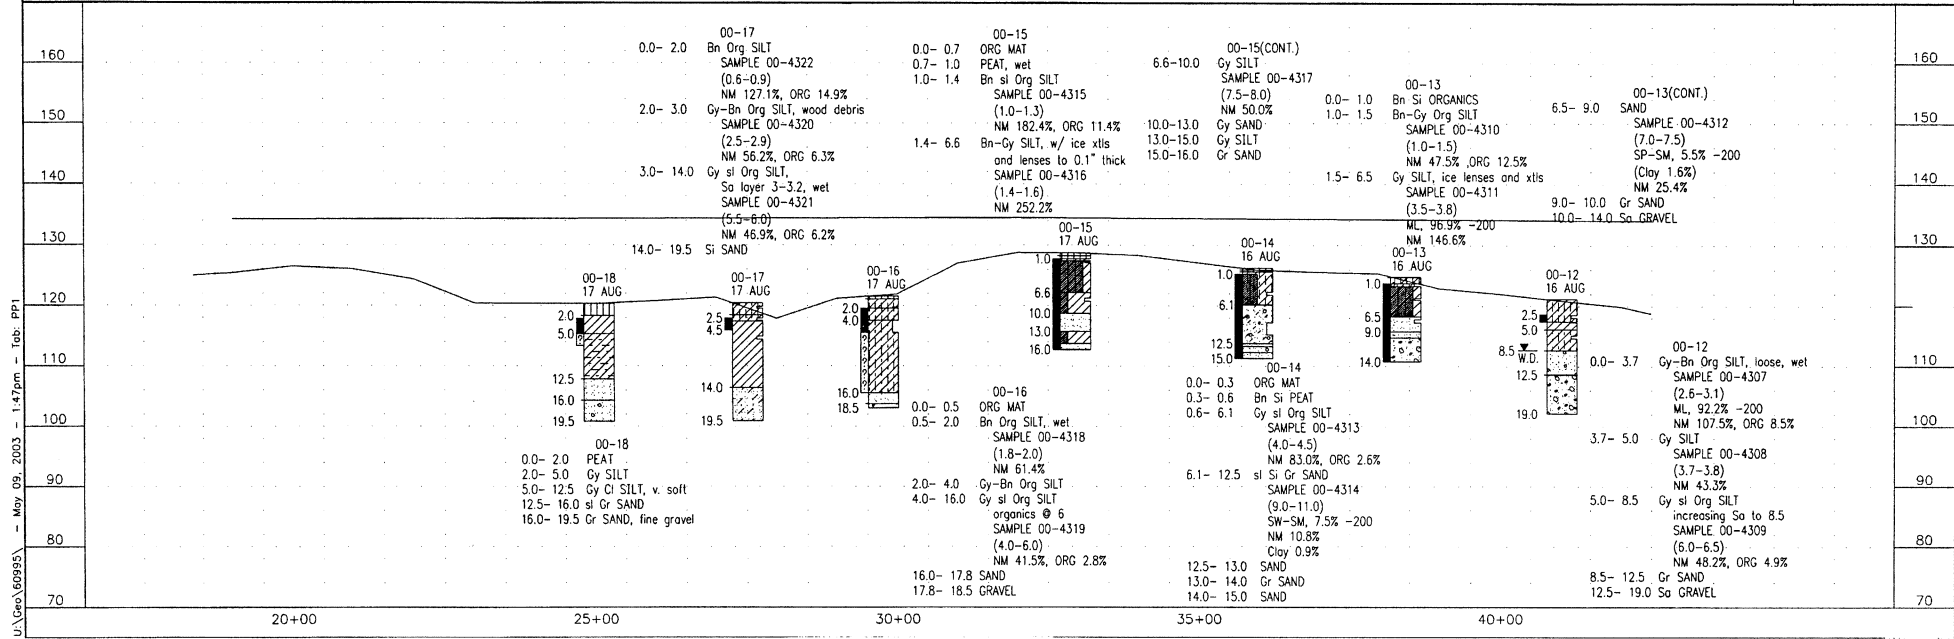 U:\Geo\60995\ - May 09, 2003 - 1:47pm - Tab: PP1
160
150
140
130
120
110
100
90
80
70
00-17
0.0- 2.0 Bn Org SILT
SAMPLE 00-4322
(0.6-0.9)
NM 127.1%, ORG 14.9%
2.0- 3.0 Gy-Bn Org SILT, wood debris
SAMPLE 00-4320
(2.5-2.9)
NM 56.2%, ORG 6.3%
3.0- 14.0 Gy sl Org SILT,
Sa layer 3-3.2, wet
SAMPLE 00-4321
(5.5-6.0)
NM 46.9%, ORG 6.2%
14.0- 19.5 Si SAND
00-15
0.0- 0.7 ORG MAT
0.7- 1.0 PEAT, wet
1.0- 1.4 Bn sl Org SILT
SAMPLE 00-4315
(1.0-1.3)
NM 182.4%, ORG 11.4%
1.4- 6.6 Bn-Gy SILT, w/ ice xtls
and lenses to 0.1" thick
SAMPLE 00-4316
(1.4-1.6)
NM 252.2%
00-15(CONT.)
6.6-10.0 Gy SILT
SAMPLE 00-4317
(7.5-8.0)
NM 50.0%
10.0-13.0 Gy SAND
13.0-15.0 Gy SILT
15.0-16.0 Gr SAND
00-13
0.0- 1.0 Bn Si ORGANICS
1.0- 1.5 Bn-Gy Org SILT
SAMPLE 00-4310
(1.0-1.5)
NM 47.5% ,ORG 12.5%
1.5- 6.5 Gy SILT, ice lenses and xtls
SAMPLE 00-4311
(3.5-3.8)
ML, 96.9% -200
NM 146.6%
00-13(CONT.)
6.5- 9.0 SAND
SAMPLE 00-4312
(7.0-7.5)
SP-SM, 5.5% -200
(Clay 1.6%)
NM 25.4%
9.0- 10.0 Gr SAND
10.0- 14.0 Sa GRAVEL
00-18
17 AUG
2.0
5.0
?
12.5
16.0
19.5
00-17
17 AUG
2.5
4.5
14.0
19.5
00-16
17 AUG
2.0
4.0
?
?
?
?
?
16.0
18.5
00-15
17 AUG
1.0
6.6
10.0
13.0
16.0
00-14
16 AUG
1.0
6.1
12.5
15.0
00-13
16 AUG
1.0
6.5
9.0
14.0
00-12
16 AUG
2.5
5.0
8.5
W.D.
12.5
19.0
00-18
0.0- 2.0 PEAT
2.0- 5.0 Gy SILT
5.0- 12.5 Gy Cl SILT, v. soft
12.5- 16.0 sl Gr SAND
16.0- 19.5 Gr SAND, fine gravel
00-16
0.0- 0.5 ORG MAT
0.5- 2.0 Bn Org SILT, wet
SAMPLE 00-4318
(1.8-2.0)
NM 61.4%
2.0- 4.0 Gy-Bn Org SILT
4.0- 16.0 Gy sl Org SILT
organics @ 6
SAMPLE 00-4319
(4.0-6.0)
NM 41.5%, ORG 2.8%
16.0- 17.8 SAND
17.8- 18.5 GRAVEL
00-14
0.0- 0.3 ORG MAT
0.3- 0.6 Bn Si PEAT
0.6- 6.1 Gy sl Org SILT
SAMPLE 00-4313
(4.0-4.5)
NM 83.0%, ORG 2.6%
6.1- 12.5 sl Si Gr SAND
SAMPLE 00-4314
(9.0-11.0)
SW-SM, 7.5% -200
NM 10.8%
Clay 0.9%
12.5- 13.0 SAND
13.0- 14.0 Gr SAND
14.0- 15.0 SAND
00-12
0.0- 3.7 Gy-Bn Org SILT, loose, wet
SAMPLE 00-4307
(2.6-3.1)
ML, 92.2% -200
NM 107.5%, ORG 8.5%
3.7- 5.0 Gy SILT
SAMPLE 00-4308
(3.7-3.8)
NM 43.3%
5.0- 8.5 Gy sl Org SILT
increasing Sa to 8.5
SAMPLE 00-4309
(6.0-6.5)
NM 48.2%, ORG 4.9%
8.5- 12.5 Gr SAND
12.5- 19.0 Sa GRAVEL
160
150
140
130
120
110
100
90
80
70
20+00
25+00
30+00
35+00
40+00